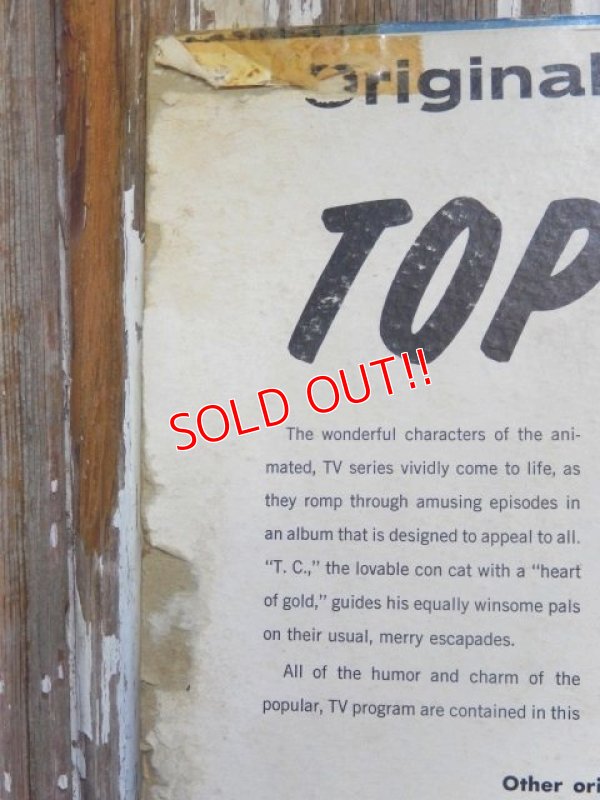 Original
TOP
SOLD OUT!!
The wonderful characters of the ani-
mated, TV series vividly come to life, as
they romp through amusing episodes in
an album that is designed to appeal to all.
"T. C.," the lovable con cat with a "heart
of gold," guides his equally winsome pals
on their usual, merry escapades.
All of the humor and charm of the
popular, TV program are contained in this
Other ori